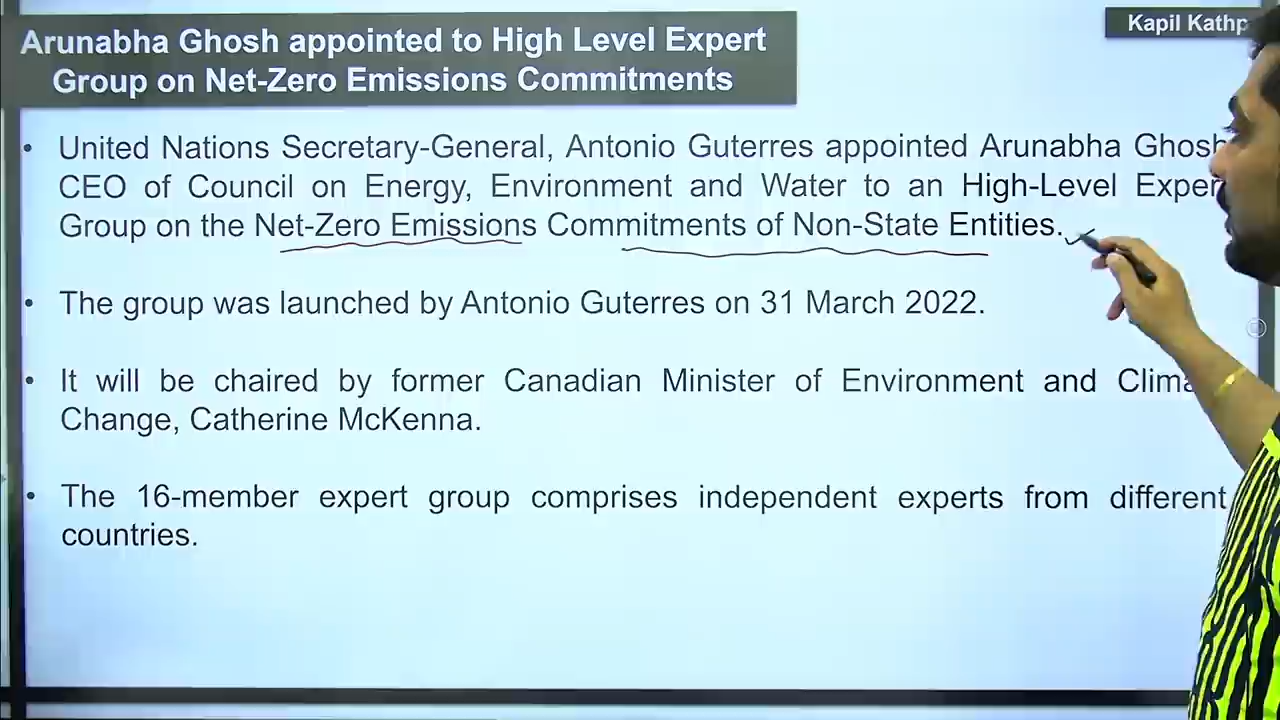 Arunabha Ghosh appointed to High Level Expert
Group on Net-Zero Emissions Commitments
Kapil Kathp
• United Nations Secretary-General, Antonio Guterres appointed Arunabha Ghosh
CEO of Council on Energy, Environment and Water to an High-Level Exper
Group on the Net-Zero Emissions Commitments of Non-State Entities.
• The group was launched by Antonio Guterres on 31 March 2022.
• It will be chaired by former Canadian Minister of Environment and Clima
Change, Catherine McKenna.
• The 16-member expert group comprises independent experts from different
countries.